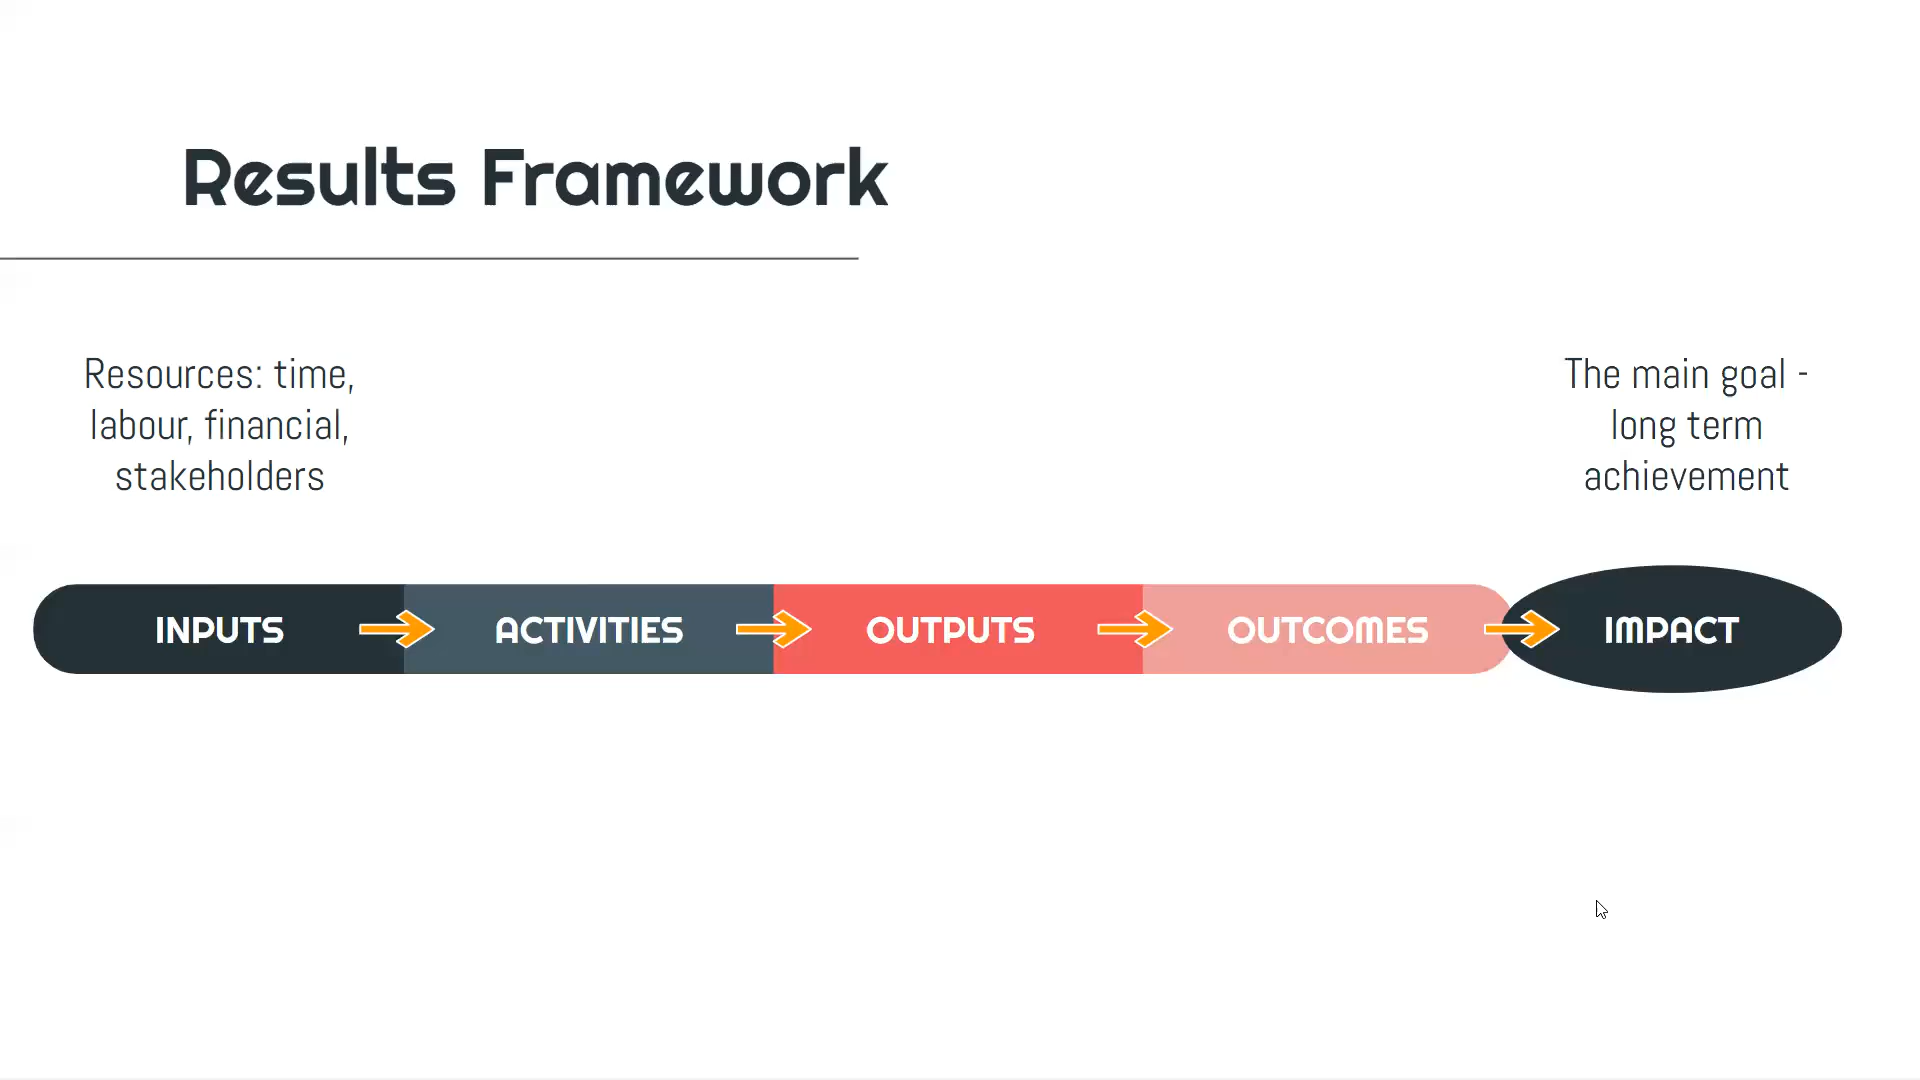 Results Framework
Resources: time,
labour, financial,
stakeholders
The main goal -
long term
achievement
INPUTS
ACTIVITIES
OUTPUTS
OUTCOMES
IMPACT